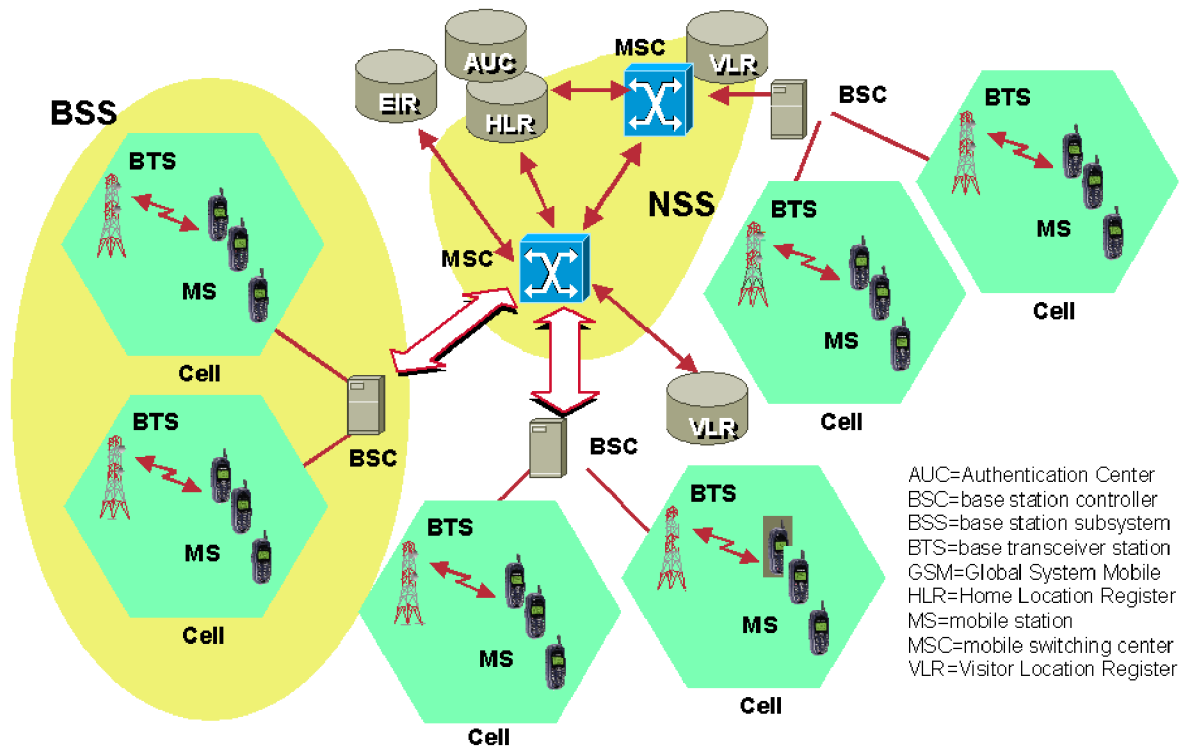 MSC
AUC
VLR
EIR
HLR
BSC
BTS
MS
Cell
BSS
BTS
MS
Cell
NSS
BTS
MS
Cell
MSC
VLR
BTS
MS
Cell
BSC
BSC
BTS
MS
Cell
BTS
MS
Cell
AUC=Authentication Center
BSC=base station controller
BSS=base station subsystem
BTS=base transceiver station
GSM=Global System Mobile
HLR=Home Location Register
MS=mobile station
MSC=mobile switching center
VLR=Visitor Location Register